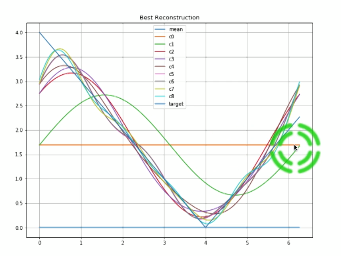 Best Reconstruction
4.0
3.5
3.0
2.5
2.0
1.5
1.0
0.5
0.0
mean
c0
c1
c2
c3
c4
c5
c6
c7
c8
target
0 1 2 3 4 5 6